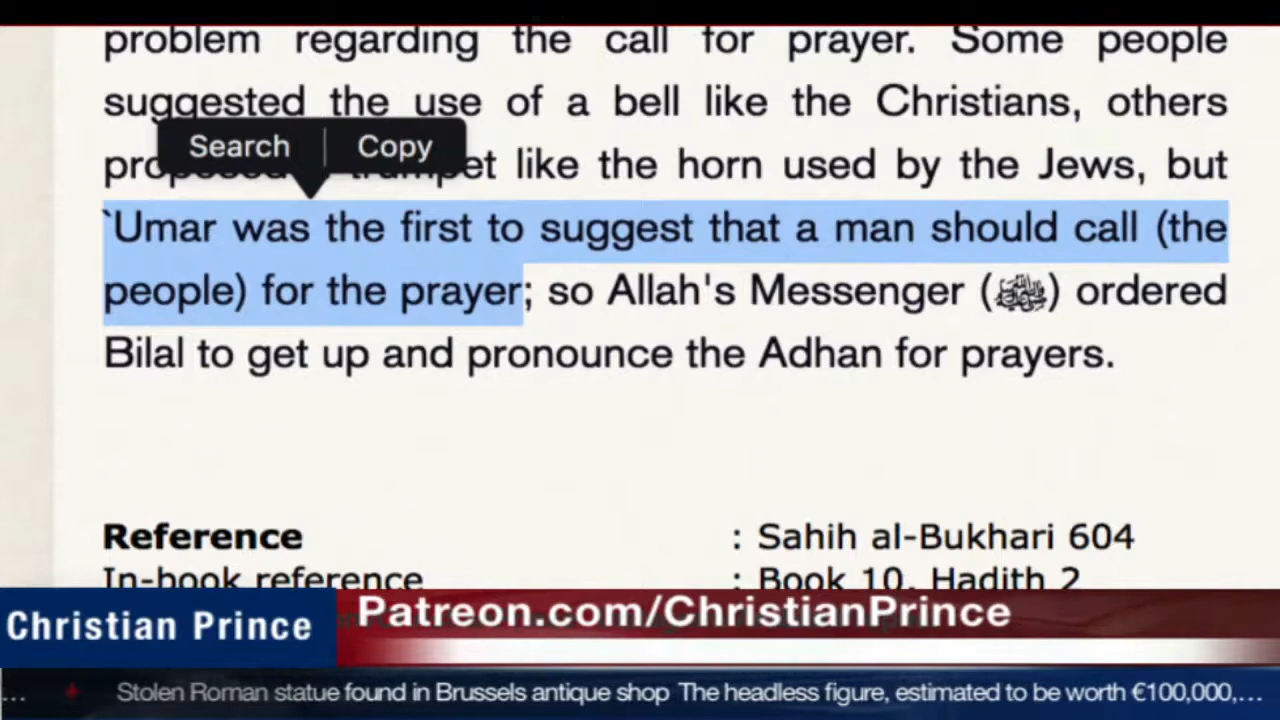 problem regarding the call for prayer. Some people
suggested the use of a bell like the Christians, others
Search Copy
like the horn used by the Jews, but
`Umar was the first to suggest that a man should call (the
people) for the prayer; so Allah's Messenger (ﷺ) ordered
Bilal to get up and pronounce the Adhan for prayers.
Reference : Sahih al-Bukhari 604
In-book reference : Book 10, Hadith 2
Christian Prince
Patreon.com/ChristianPrince
... Stolen Roman statue found in Brussels antique shop The headless figure, estimated to be worth €100,000,...